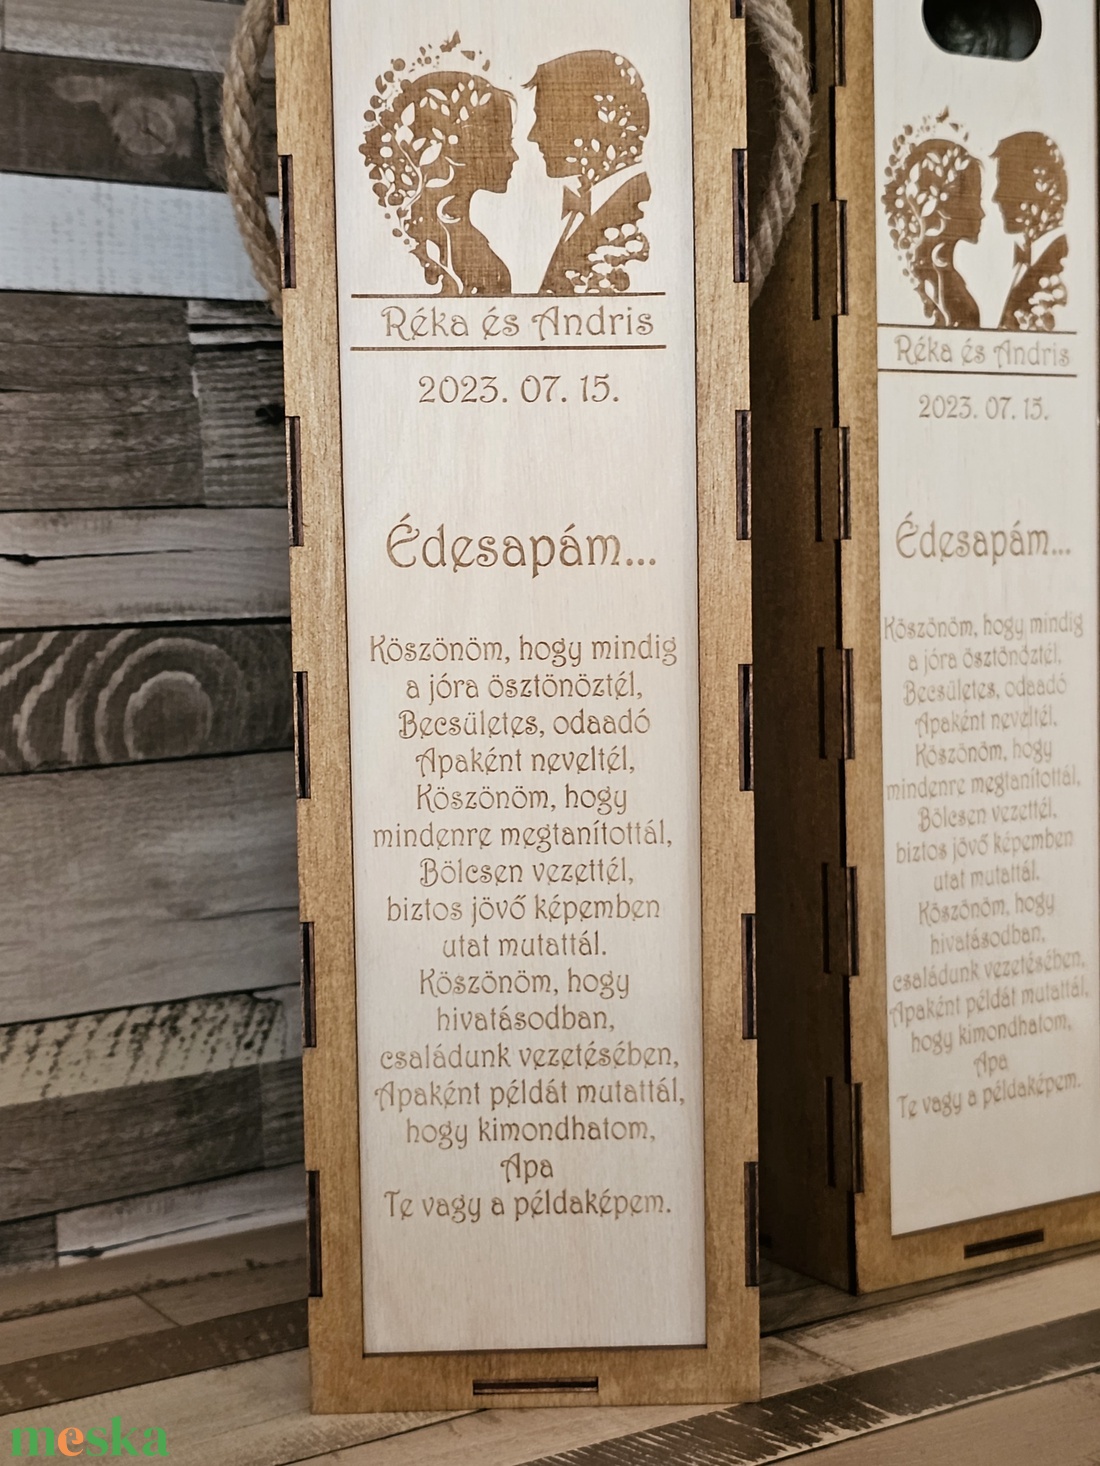 Réka és Andris
2023. 07. 15.
Édesapám...
Köszönöm, hogy mindig
a jóra ösztönöztél,
Becsületes, odaadó
Apaként neveltél,
Köszönöm, hogy
mindenre megtanítottál,
Bölcsen vezettél,
biztos jövő képemben
utat mutattál.
Köszönöm, hogy
hivatásodban,
családunk vezetésében,
Apaként példát mutattál,
hogy kimondhatom,
Apa
Te vagy a példaképem.
Réka és Andris
2023. 07. 15.
Édesapám...
Köszönöm, hogy mindig
a jóra ösztönöztél,
Becsületes, odaadó
Apaként neveltél,
Köszönöm, hogy
mindenre megtanítottál,
Bölcsen vezettél,
biztos jövő képemben
utat mutattál.
Köszönöm, hogy
hivatásodban,
családunk vezetésében,
Apaként példát mutattál,
hogy kimondhatom,
Apa
Te vagy a példaképem.
meska